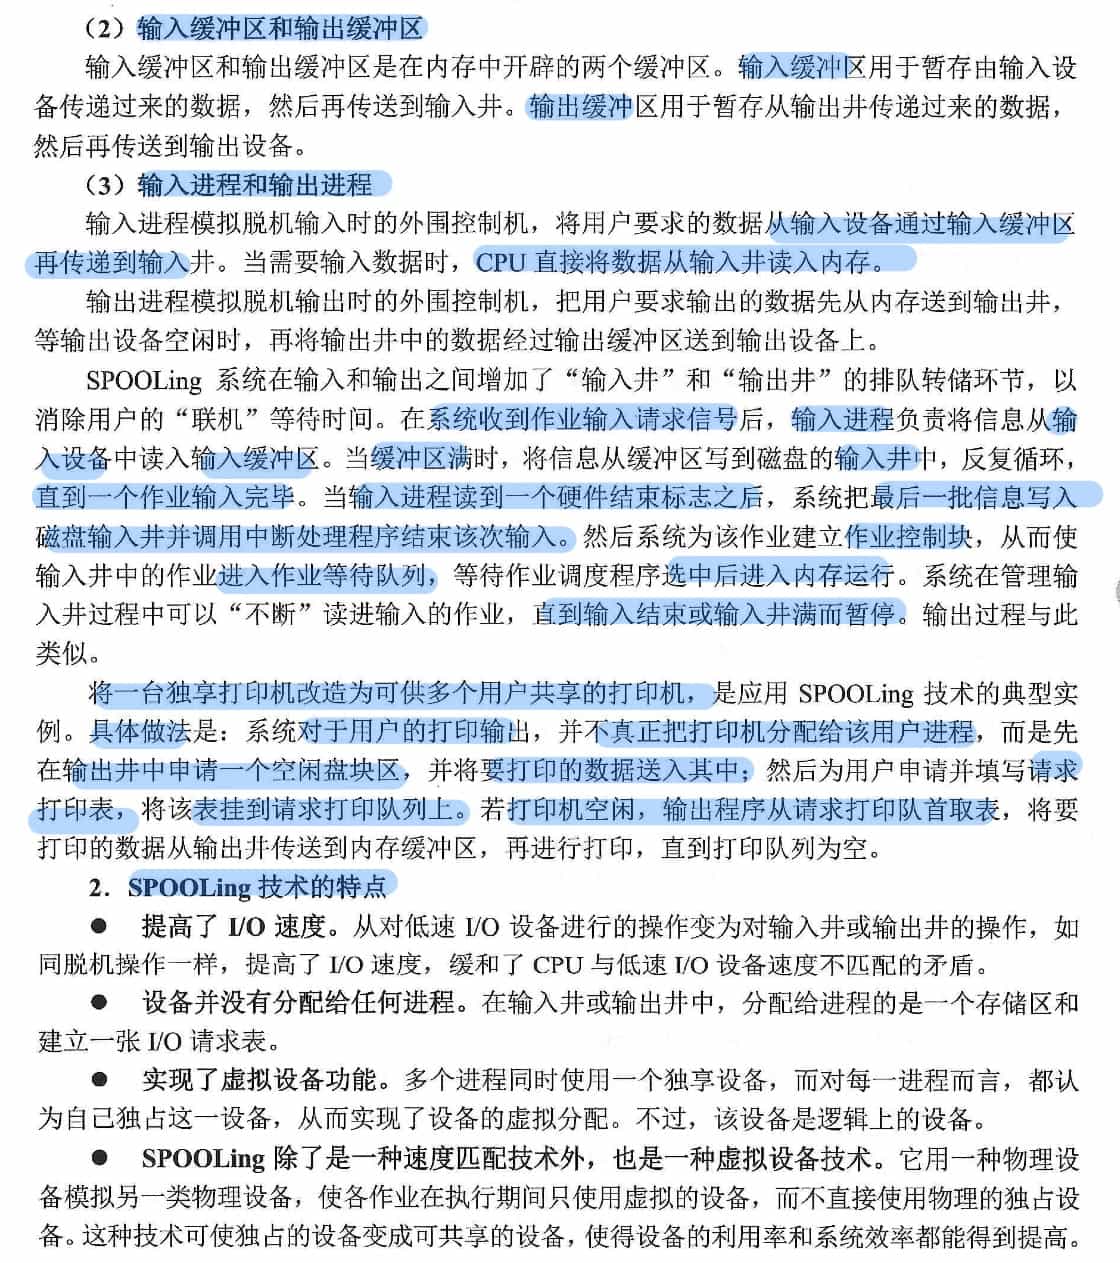 （2）输入缓冲区和输出缓冲区
输入缓冲区和输出缓冲区是在内存中开辟的两个缓冲区。输入缓冲区用于暂存由输入设
备传递过来的数据，然后再传送到输入井。输出缓冲区用于暂存从输出井传递过来的数据，
然后再传送到输出设备。
（3）输入进程和输出进程
输入进程模拟脱机输入时的外围控制机，将用户要求的数据从输入设备通过输入缓冲区
再传递到输入井。当需要输入数据时，CPU 直接将数据从输入井读入内存。
输出进程模拟脱机输出时的外围控制机，把用户要求输出的数据先从内存送到输出井，
等输出设备空闲时，再将输出井中的数据经过输出缓冲区送到输出设备上。
SPOOLing 系统在输入和输出之间增加了“输入井”和“输出井”的排队转储环节，以
消除用户的“联机”等待时间。在系统收到作业输入请求信号后，输入进程负责将信息从输
入设备中读入输入缓冲区。当缓冲区满时，将信息从缓冲区写到磁盘的输入井中，反复循环，
直到一个作业输入完毕。当输入进程读到一个硬件结束标志之后，系统把最后一批信息写入
磁盘输入井并调用中断处理程序结束该次输入。然后系统为该作业建立作业控制块，从而使
输入井中的作业进入作业等待队列，等待作业调度程序选中后进入内存运行。系统在管理输
入井过程中可以“不断”读进输入的作业，直到输入结束或输入井满而暂停。输出过程与此
类似。
将一台独享打印机改造为可供多个用户共享的打印机，是应用 SPOOLing 技术的典型实
例。具体做法是：系统对于用户的打印输出，并不真正把打印机分配给该用户进程，而是先
在输出井中申请一个空闲盘块区，并将要打印的数据送入其中；然后为用户申请并填写请求
打印表，将该表挂到请求打印队列上。若打印机空闲，输出程序从请求打印队首取表，将要
打印的数据从输出井传送到内存缓冲区，再进行打印，直到打印队列为空。
2．SPOOLing 技术的特点
● 提高了 I/O 速度。从对低速 I/O 设备进行的操作变为对输入井或输出井的操作，如
同脱机操作一样，提高了 I/O 速度，缓和了 CPU 与低速 I/O 设备速度不匹配的矛盾。
● 设备并没有分配给任何进程。在输入井或输出井中，分配给进程的是一个存储区和
建立一张 I/O 请求表。
● 实现了虚拟设备功能。多个进程同时使用一个独享设备，而对每一进程而言，都认
为自己独占这一设备，从而实现了设备的虚拟分配。不过，该设备是逻辑上的设备。
● SPOOLing 除了是一种速度匹配技术外，也是一种虚拟设备技术。它用一种物理设
备模拟另一类物理设备，使各作业在执行期间只使用虚拟的设备，而不直接使用物理的独占设
备。这种技术可使独占的设备变成可共享的设备，使得设备的利用率和系统效率都能得到提高。